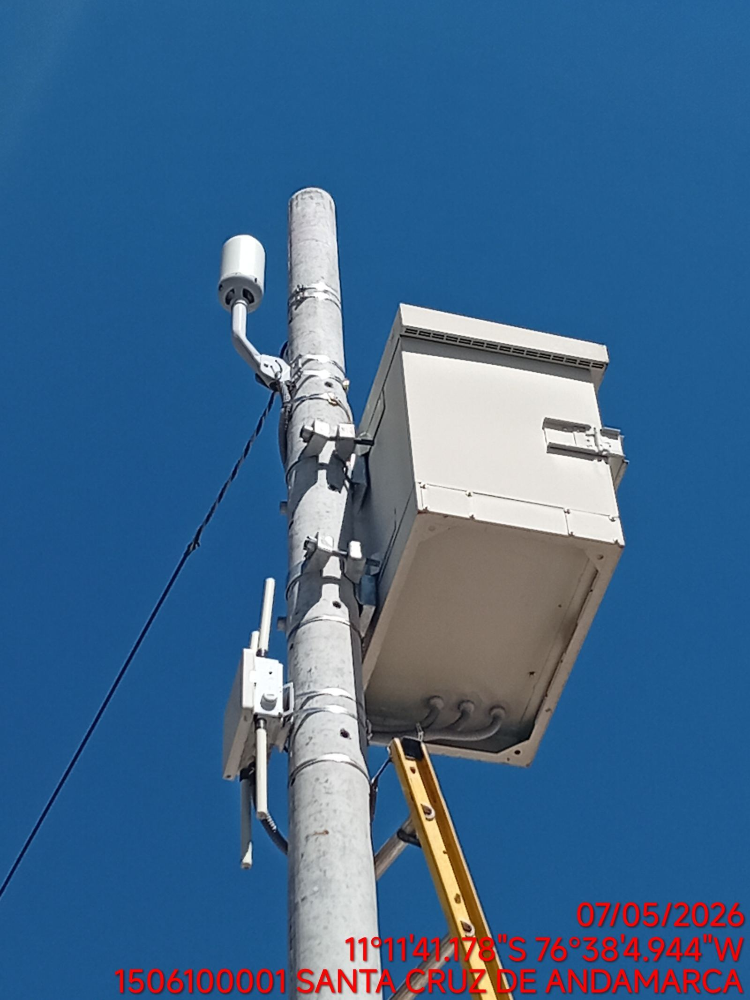 07/05/2026
11°11'41.178"S 76°38'4.944"W
1506100001 SANTA CRUZ DE ANDAMARCA